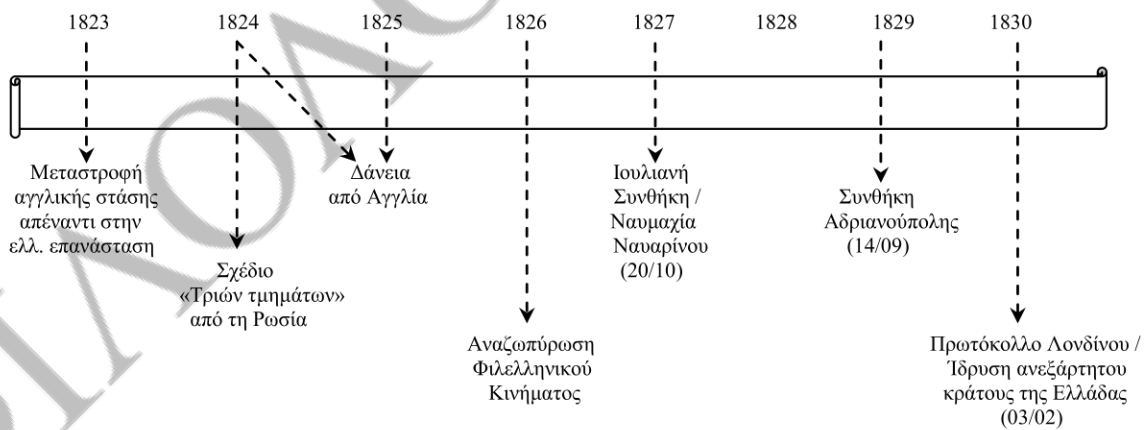 1823 1824 1825 1826 1827 1828 1829 1830
Μεταστροφή
αγγλικής στάσης
απέναντι στην
ελλ. επανάσταση
Σχέδιο
«Τριών τμημάτων»
από τη Ρωσία
Δάνεια
από Αγγλία
Αναζωπύρωση
Φιλελληνικού
Κινήματος
Ιουλιανή
Συνθήκη /
Ναυμαχία
Ναυαρίνου
(20/10)
Συνθήκη
Αδριανούπολης
(14/09)
Πρωτόκολλο Λονδίνου /
Ίδρυση ανεξάρτητου
κράτους της Ελλάδας
(03/02)